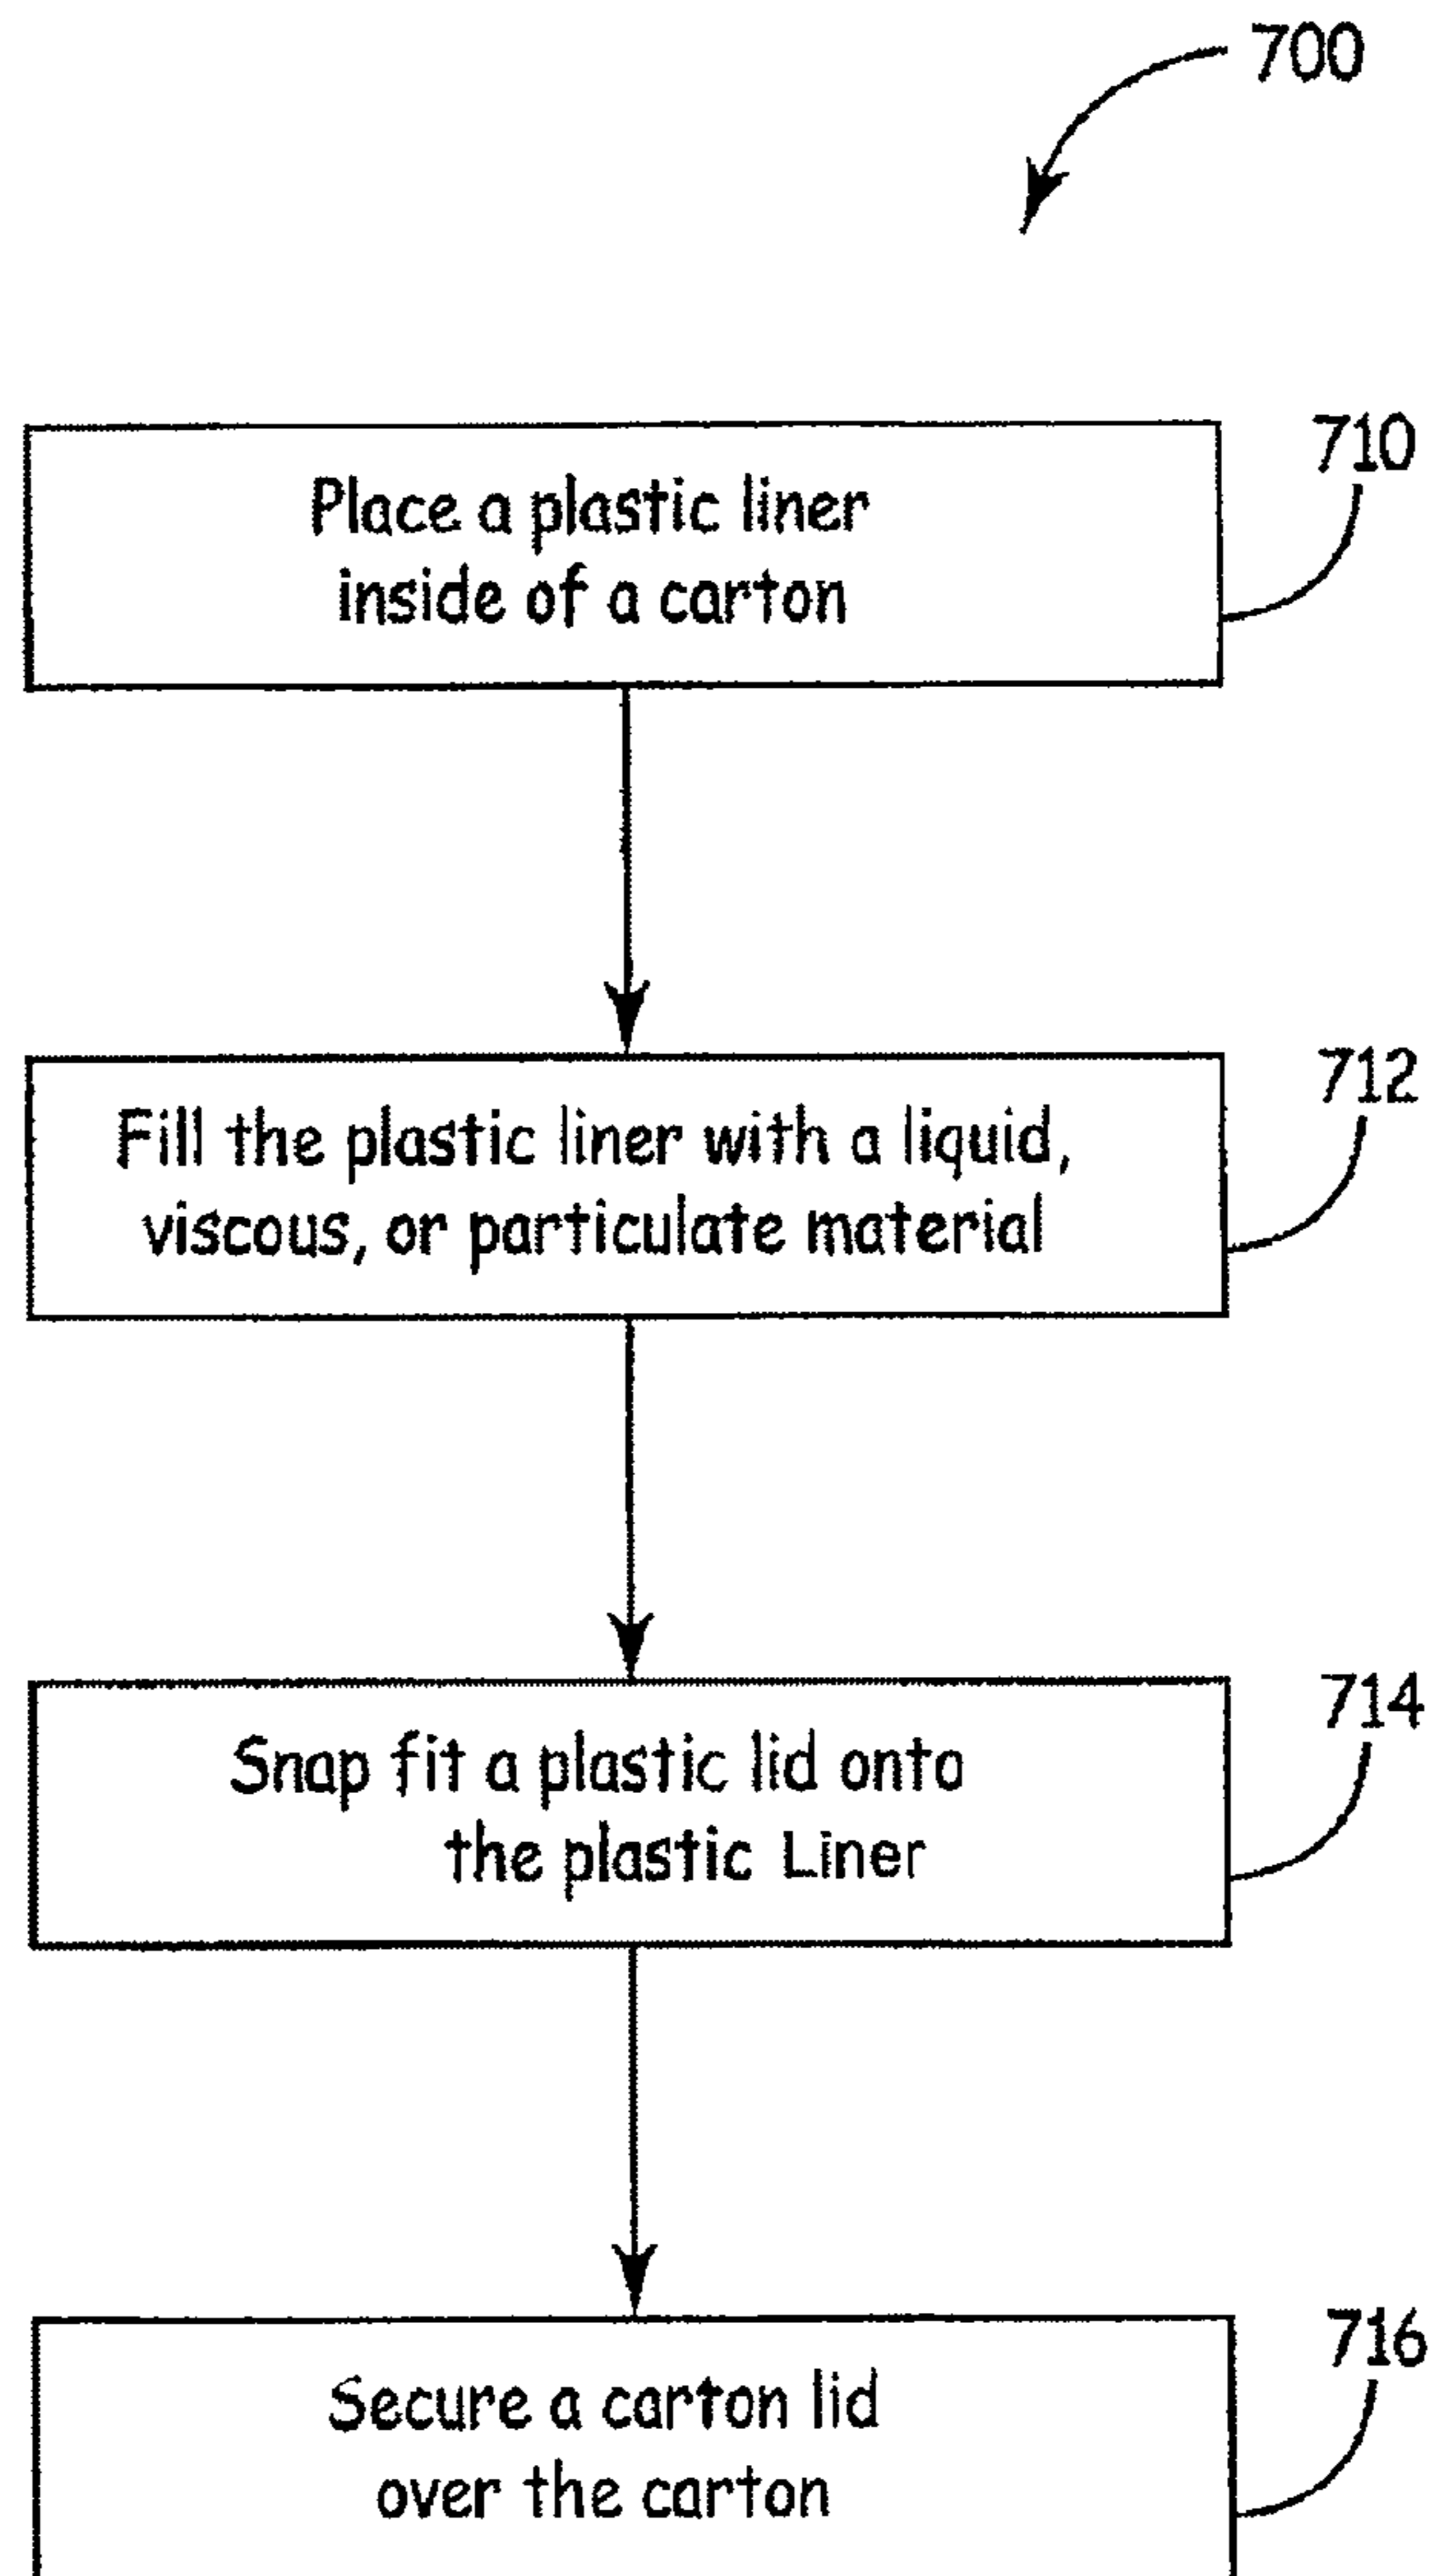 700
710
Place a plastic liner
inside of a carton
712
Fill the plastic liner with a liquid,
viscous, or particulate material
714
Snap fit a plastic lid onto
the plastic Liner
716
Secure a carton lid
over the carton